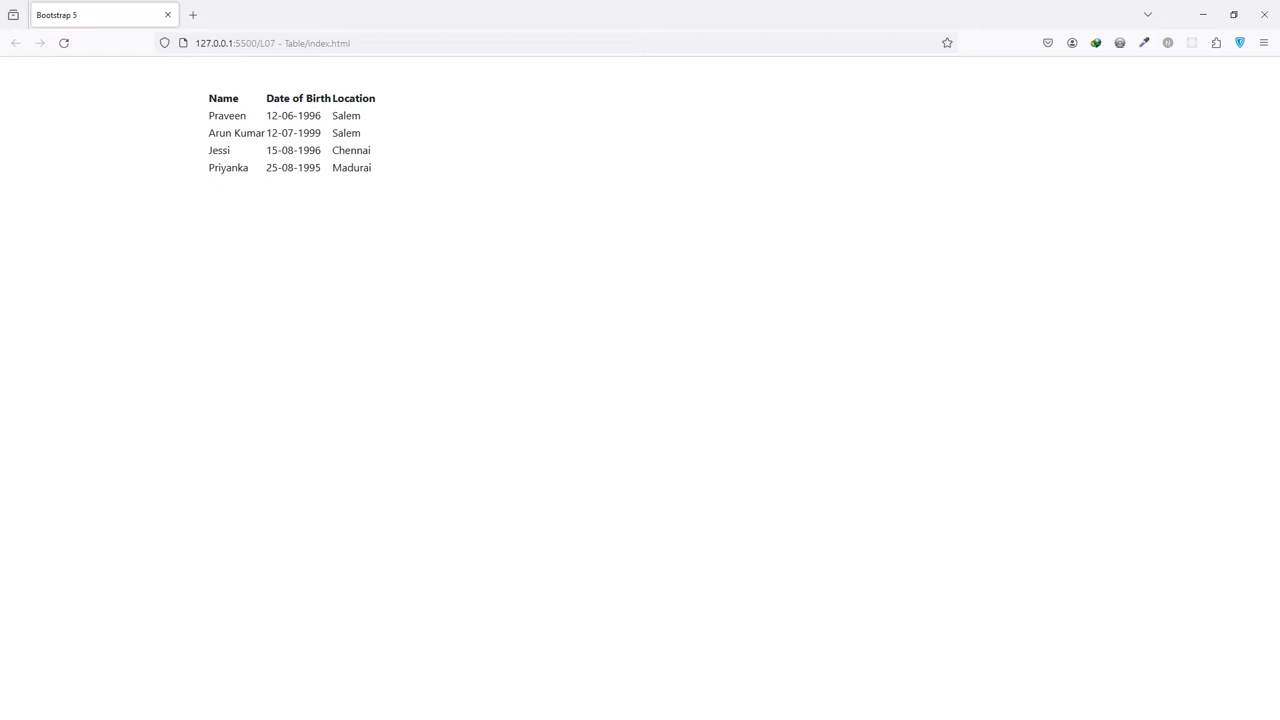 Bootstrap 5
127.0.0.1:5500/L07 - Table/index.html
Name Date of Birth Location
Praveen 12-06-1996 Salem
Arun Kumar 12-07-1999 Salem
Jessi 15-08-1996 Chennai
Priyanka 25-08-1995 Madurai